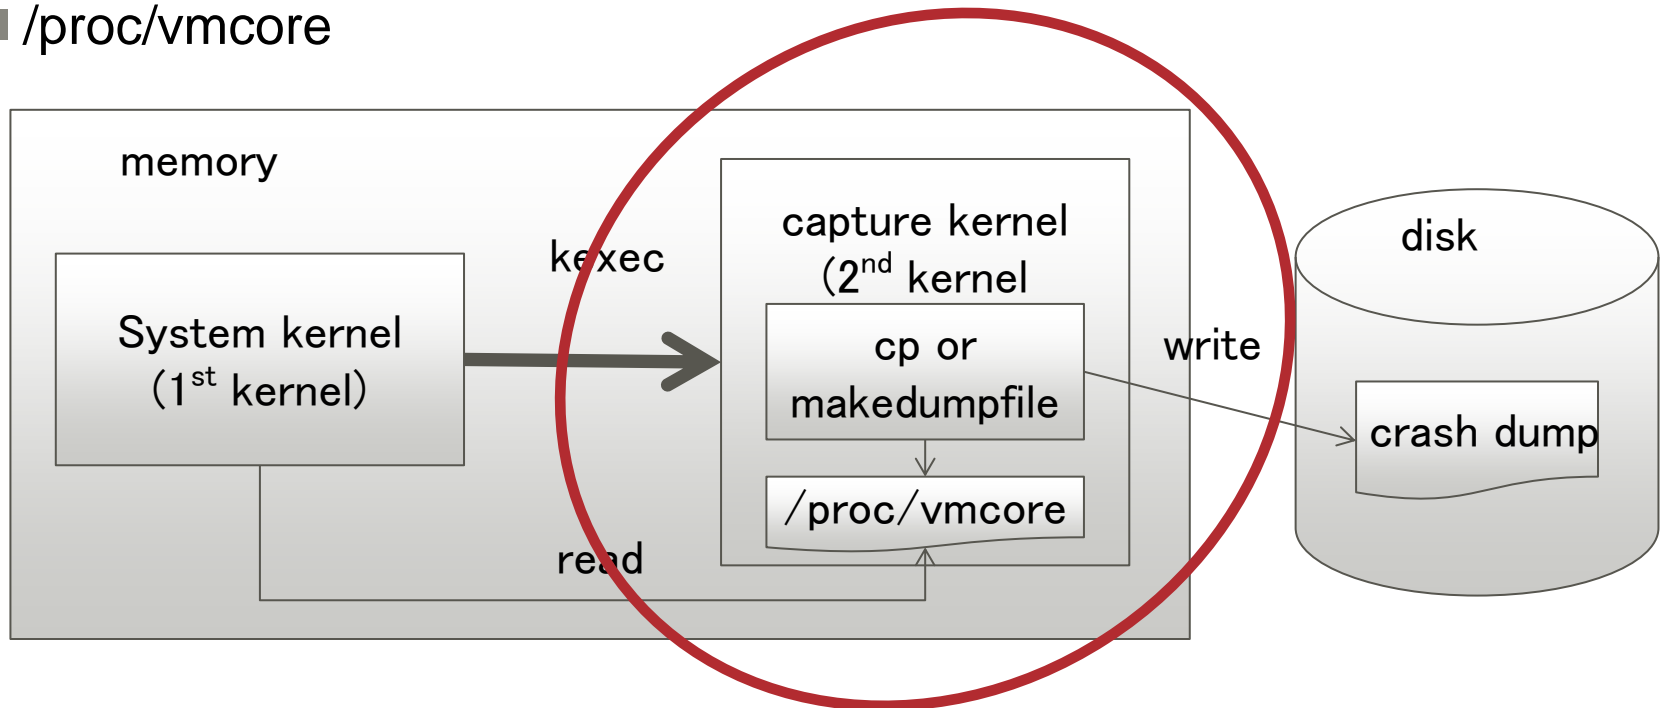 /proc/vmcore
memory
capture kernel
(2nd kernel
disk
kexec
System kernel
(1st kernel)
cp or
makedumpfile
write
crash dump
/proc/vmcore
read